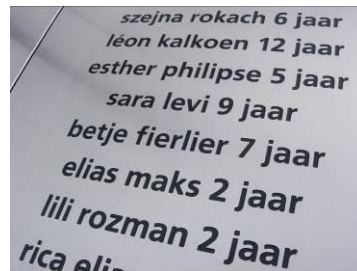 szejna rokach 6 jaar
léon kalkoen 12 jaar
esther philipse 5 jaar
sara levi 9 jaar
betje fierlier 7 jaar
elias maks 2 jaar
lili rozman 2 jaar
rica